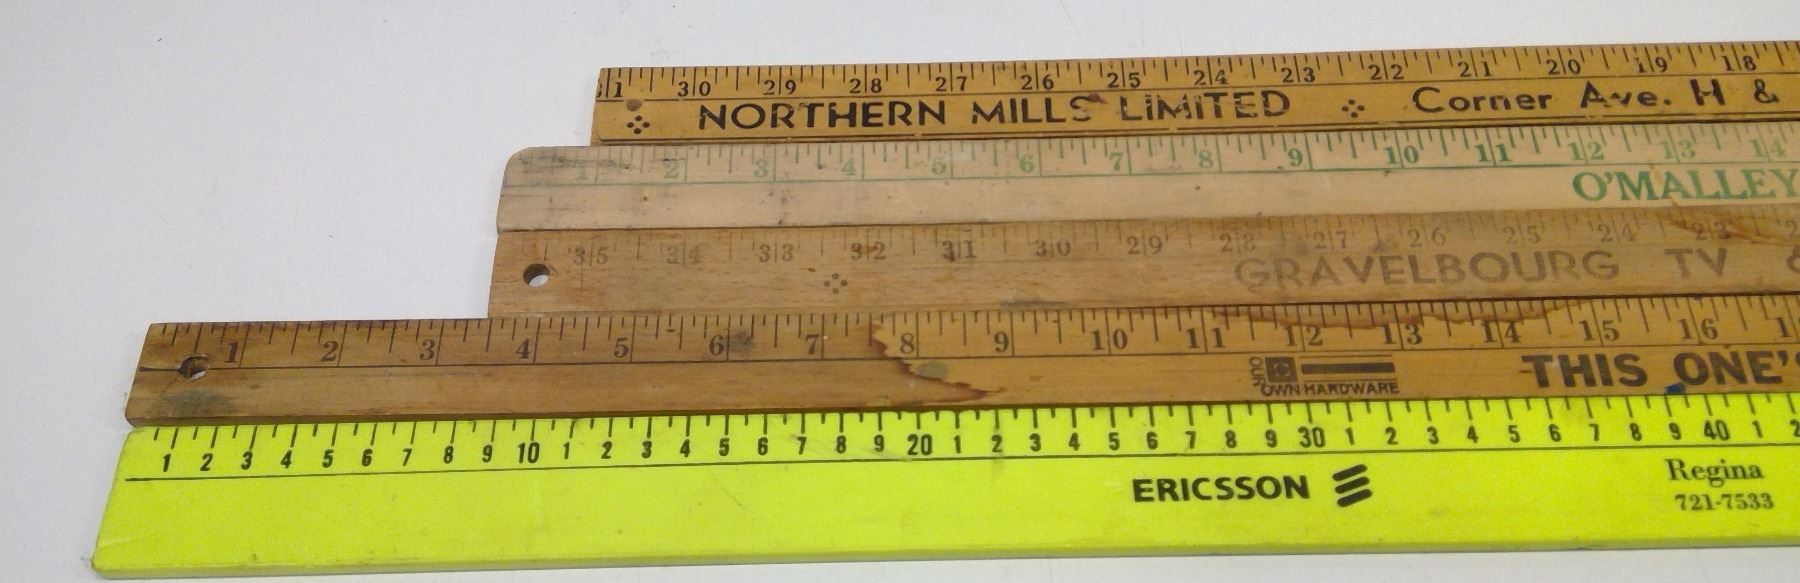 1 30 29 28 27 26 25 24 23 22 21 20 19 18
NORTHERN MILLS LIMITED Corner Ave. H &
1 2 3 4 5 6 7 8 9 10 11 12 13 14
O'MALLEY
35 34 33 32 31 30 29 28 27 26 25 24 23 2
GRAVELBOURG TV &
1 2 3 4 5 6 7 8 9 10 11 12 13 14 15 16 1
OUR OWN HARDWARE THIS ONE'S
1 2 3 4 5 6 7 8 9 10 1 2 3 4 5 6 7 8 9 20 1 2 3 4 5 6 7 8 9 30 1 2 3 4 5 6 7 8 9 40 1 2
ERICSSON Regina
721-7533